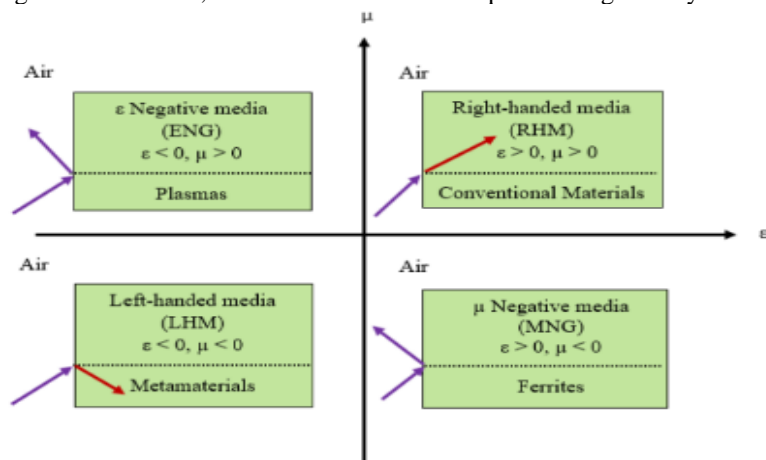 μ
Air
ε Negative media
(ENG)
ε < 0, μ > 0
Plasmas
Air
Right-handed media
(RHM)
ε > 0, μ > 0
Conventional Materials
ε
Air
Left-handed media
(LHM)
ε < 0, μ < 0
Metamaterials
Air
μ Negative media
(MNG)
ε > 0, μ < 0
Ferrites